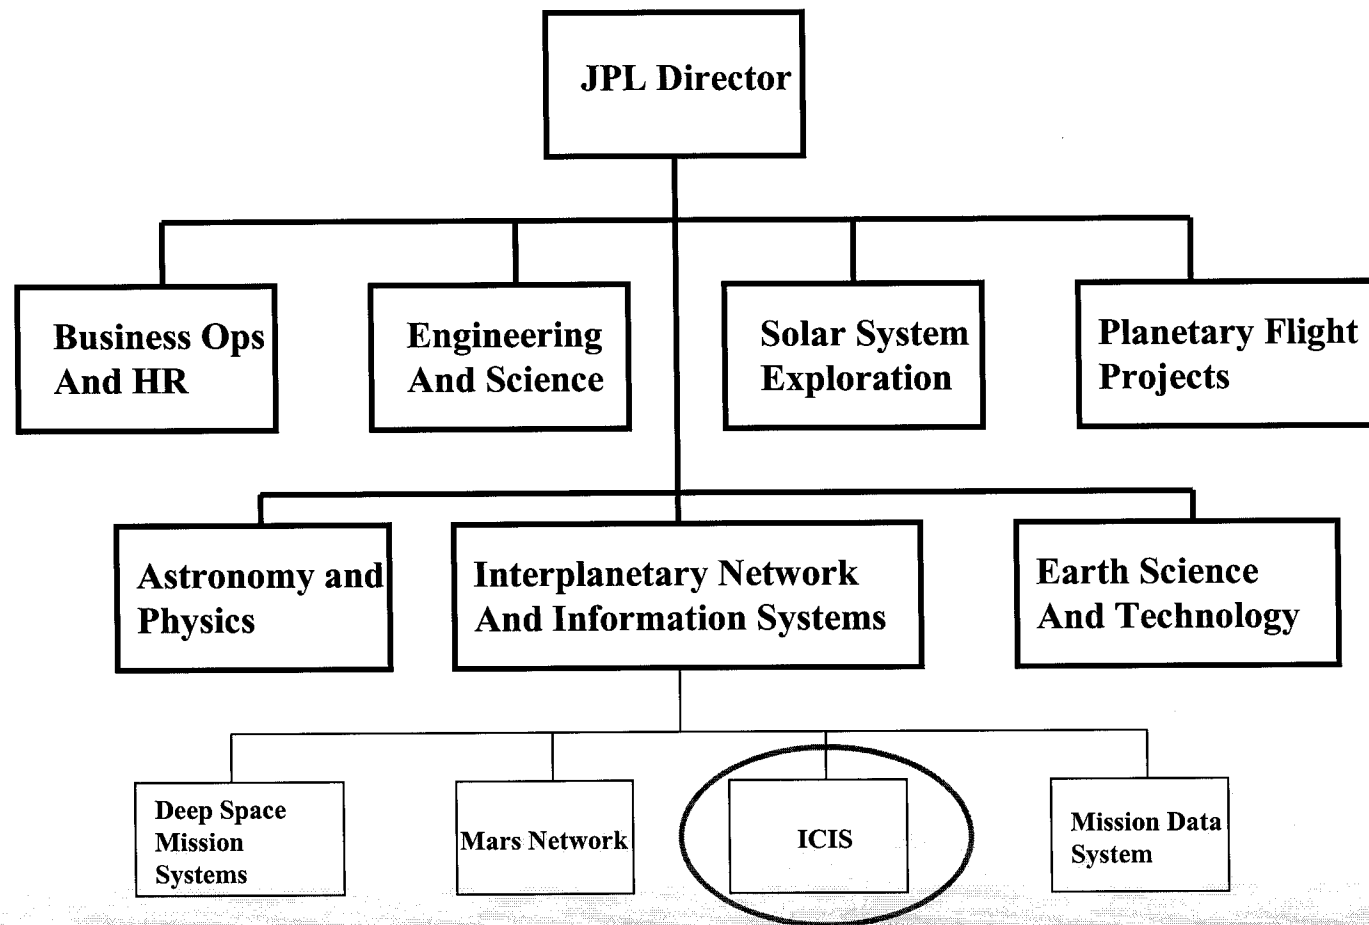 JPL Director
Business Ops
And HR
Engineering
And Science
Solar System
Exploration
Planetary Flight
Projects
Astronomy and
Physics
Interplanetary Network
And Information Systems
Earth Science
And Technology
Deep Space
Mission
Systems
Mars Network
ICIS
Mission Data
System